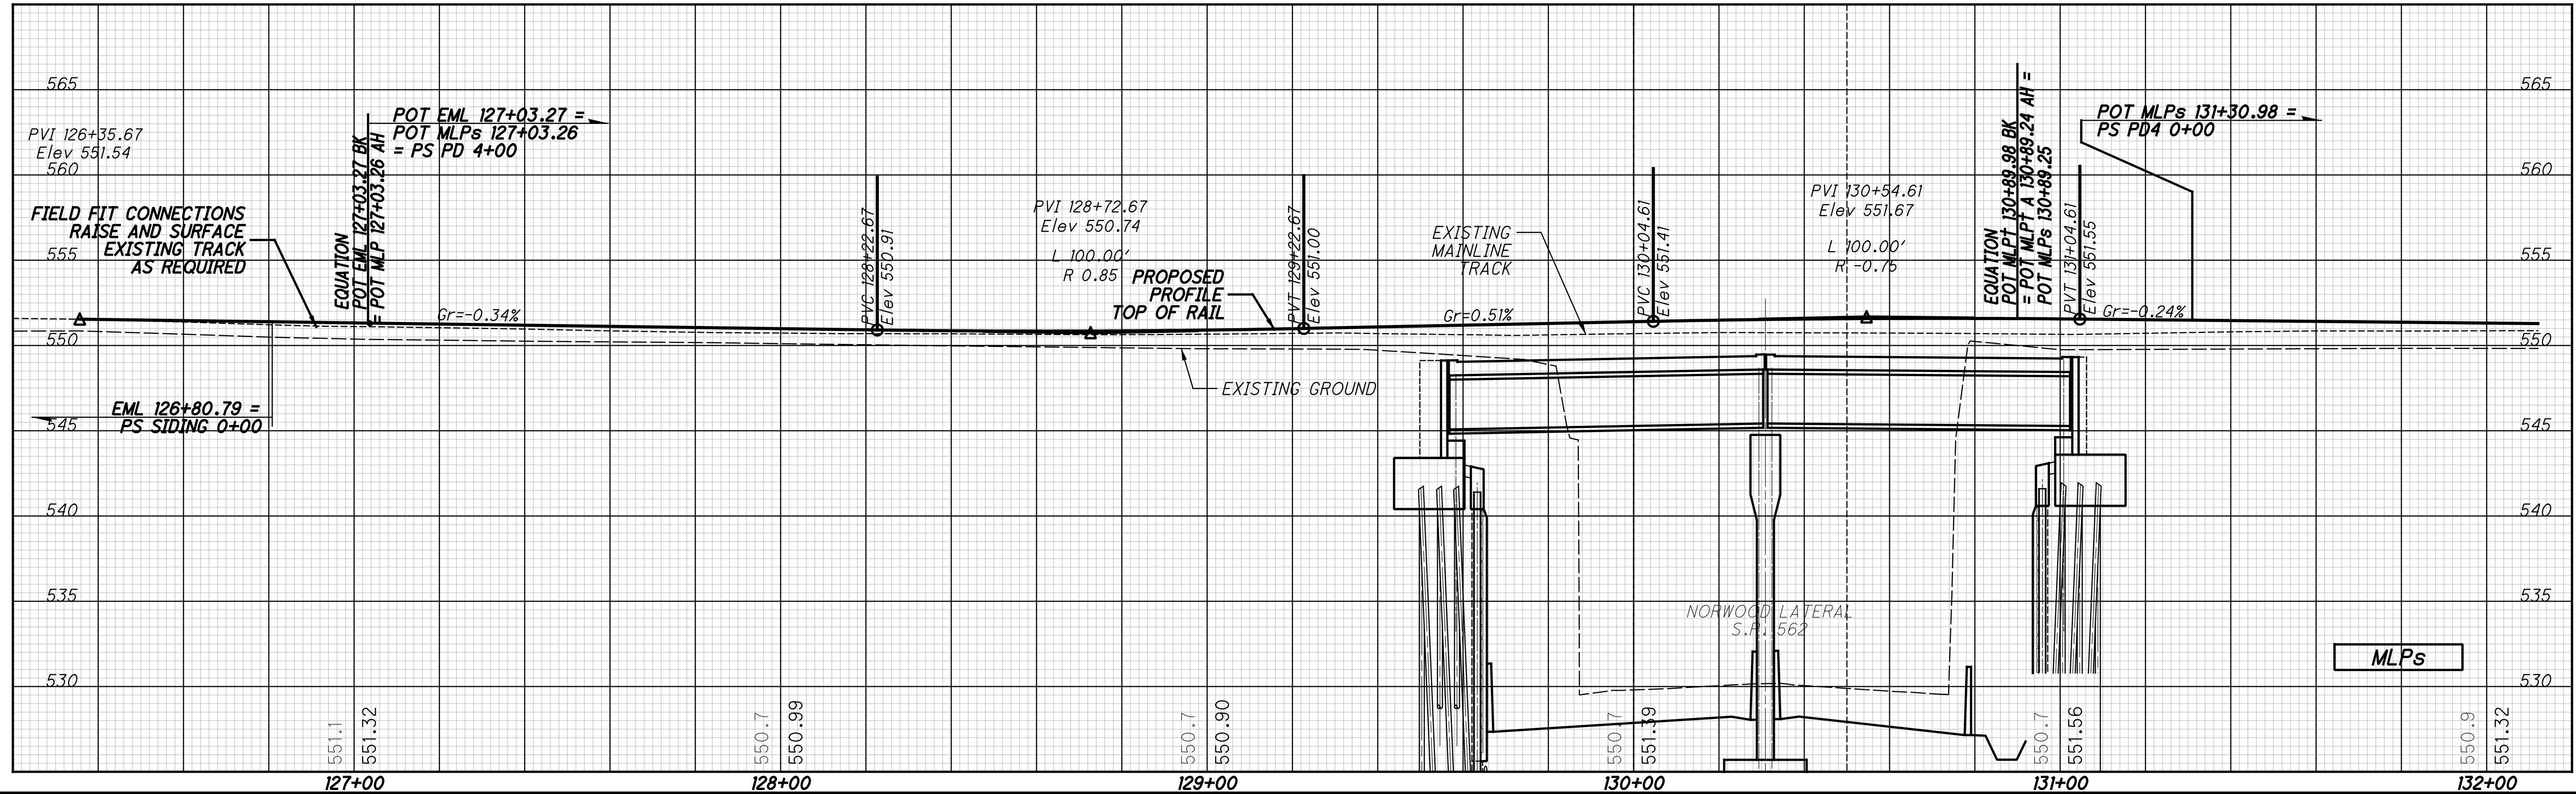 565
560
555
550
545
540
535
530
565
560
555
550
545
540
535
530
PVI 126+35.67
Elev 551.54
FIELD FIT CONNECTIONS
RAISE AND SURFACE
EXISTING TRACK
AS REQUIRED
EQUATION
POT EML 127+03.27 BK
= POT MLP 127+03.26 AH
POT EML 127+03.27 =
POT MLPs 127+03.26
= PS PD 4+00
Gr=-0.34%
EML 126+80.79 =
PS SIDING 0+00
PVC 128+22.67
Elev 550.91
PVI 128+72.67
Elev 550.74
L 100.00'
R 0.85
PROPOSED
PROFILE
TOP OF RAIL
PVT 129+22.67
Elev 551.00
EXISTING GROUND
EXISTING
MAINLINE
TRACK
Gr=0.51%
PVC 130+04.61
Elev 551.41
PVI 130+54.61
Elev 551.67
L 100.00'
R -0.75
EQUATION
POT MLPT 130+89.98 BK
= POT MLPT A 130+89.24 AH =
POT MLPs 130+89.25
PVT 131+04.61
Elev 551.55
Gr=-0.24%
POT MLPs 131+30.98 =
PS PD4 0+00
NORWOOD LATERAL
S.R. 562
MLPs
551.1
551.32
550.7
550.99
550.7
550.90
550.7
551.39
550.7
551.56
550.9
551.32
127+00
128+00
129+00
130+00
131+00
132+00